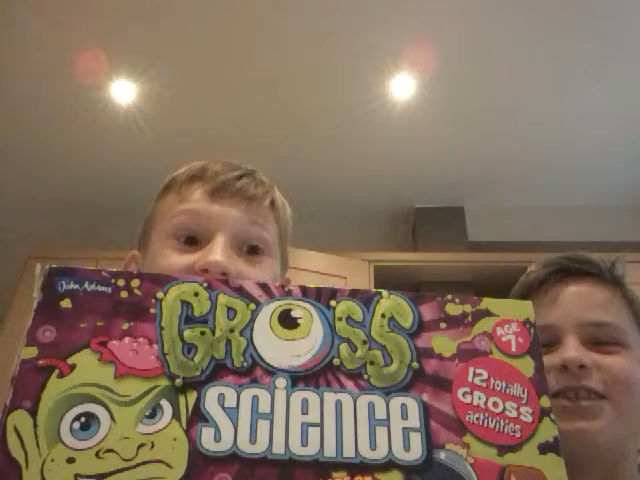 John Adams
GROSS
science
AGE
7+
12 totally
GROSS
activities